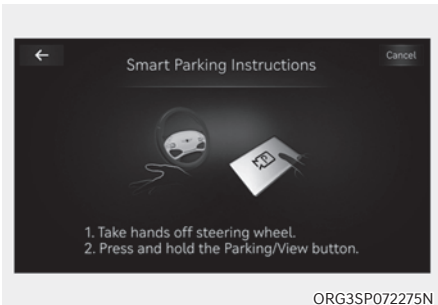 Smart Parking Instructions
Cancel
P
1. Take hands off steering wheel.
2. Press and hold the Parking/View button.
ORG3SP072275N